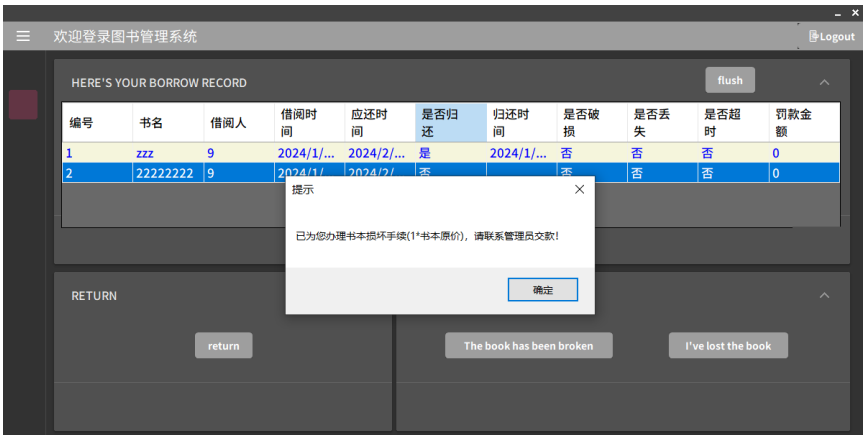 欢迎登录图书管理系统
Logout
HERE'S YOUR BORROW RECORD
flush
编号 书名 借阅人 借阅时间 应还时间 是否归还 归还时间 是否破损 是否丢失 是否超时 罚款金额
1 zzz 9 2024/1/... 2024/2/... 是 2024/1/... 否 否 否 0
2 22222222 9 2024/1/ 2024/2/ 否 否 否 否 0
提示
已为您办理书本损坏手续(1*书本原价)，请联系管理员交款!
确定
RETURN
return
The book has been broken
I've lost the book